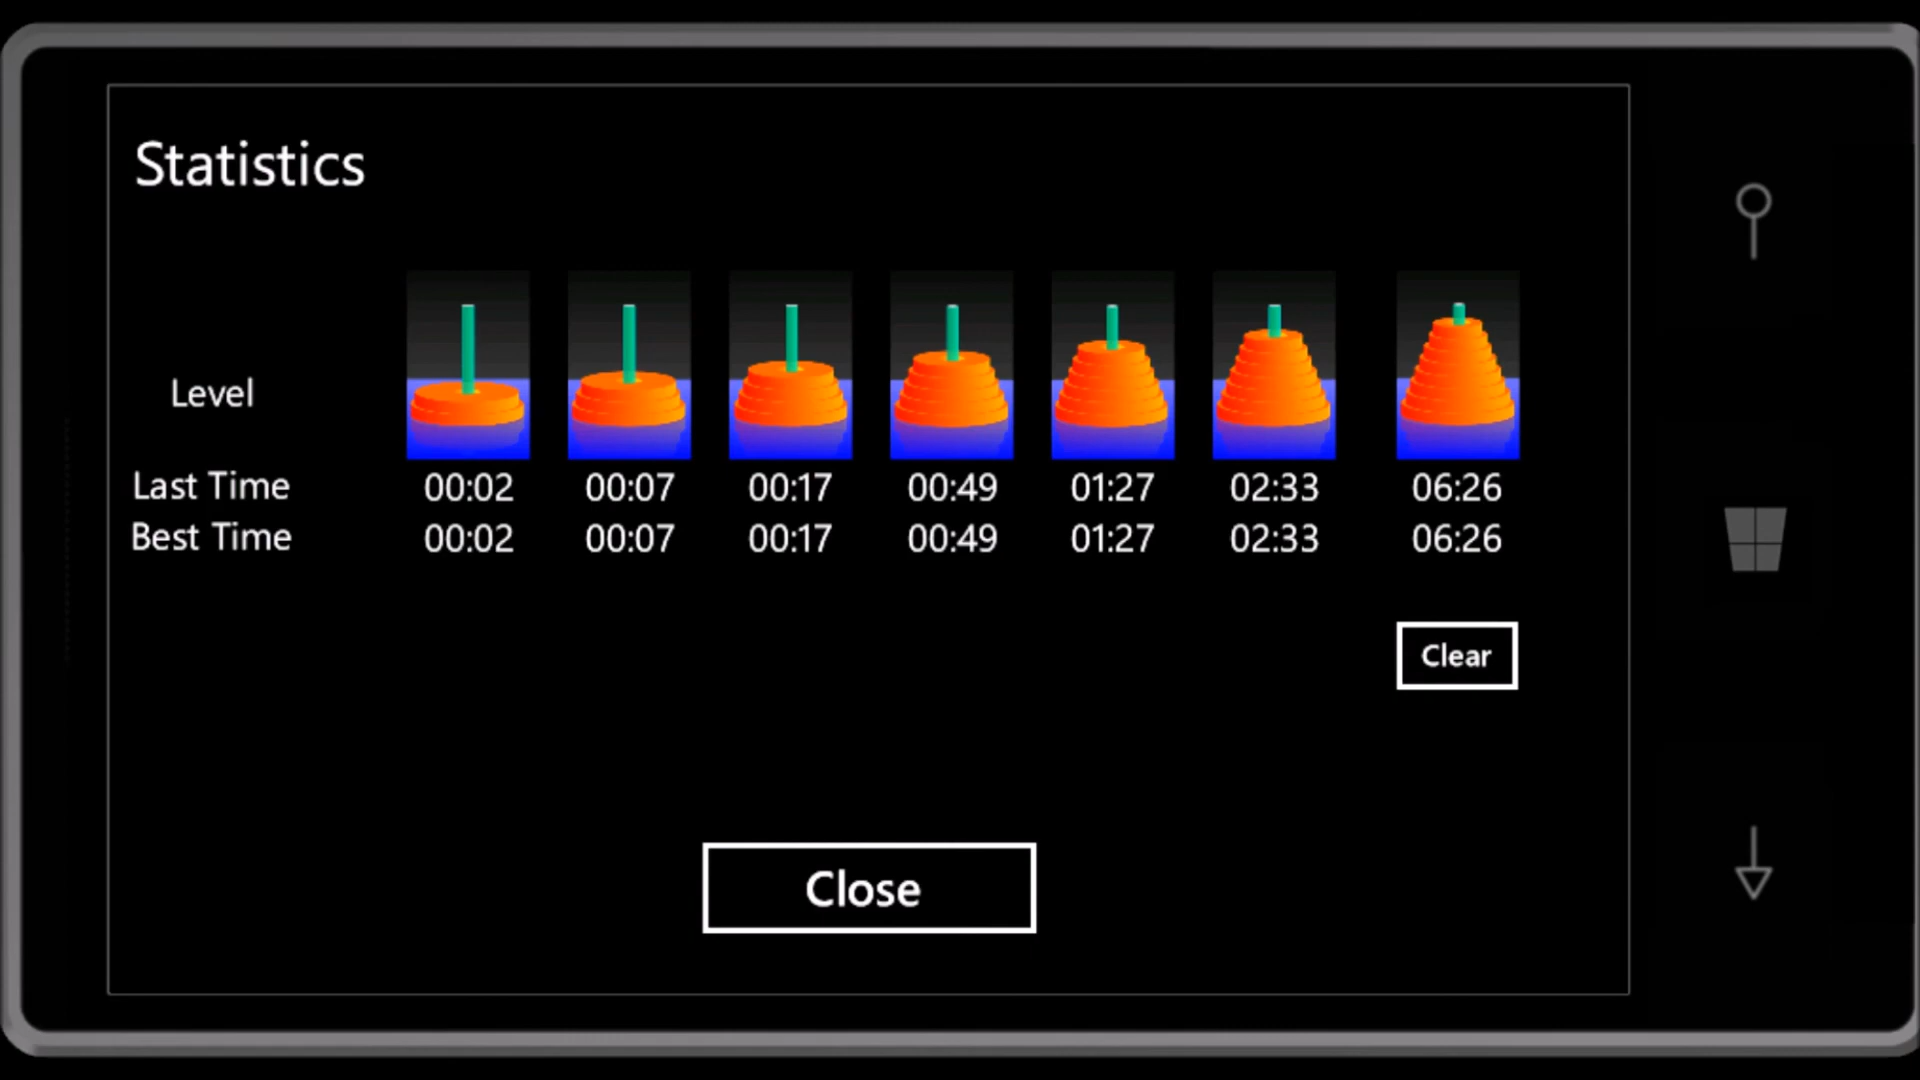 Statistics
Level
Last Time 00:02 00:07 00:17 00:49 01:27 02:33 06:26
Best Time 00:02 00:07 00:17 00:49 01:27 02:33 06:26
Clear
Close